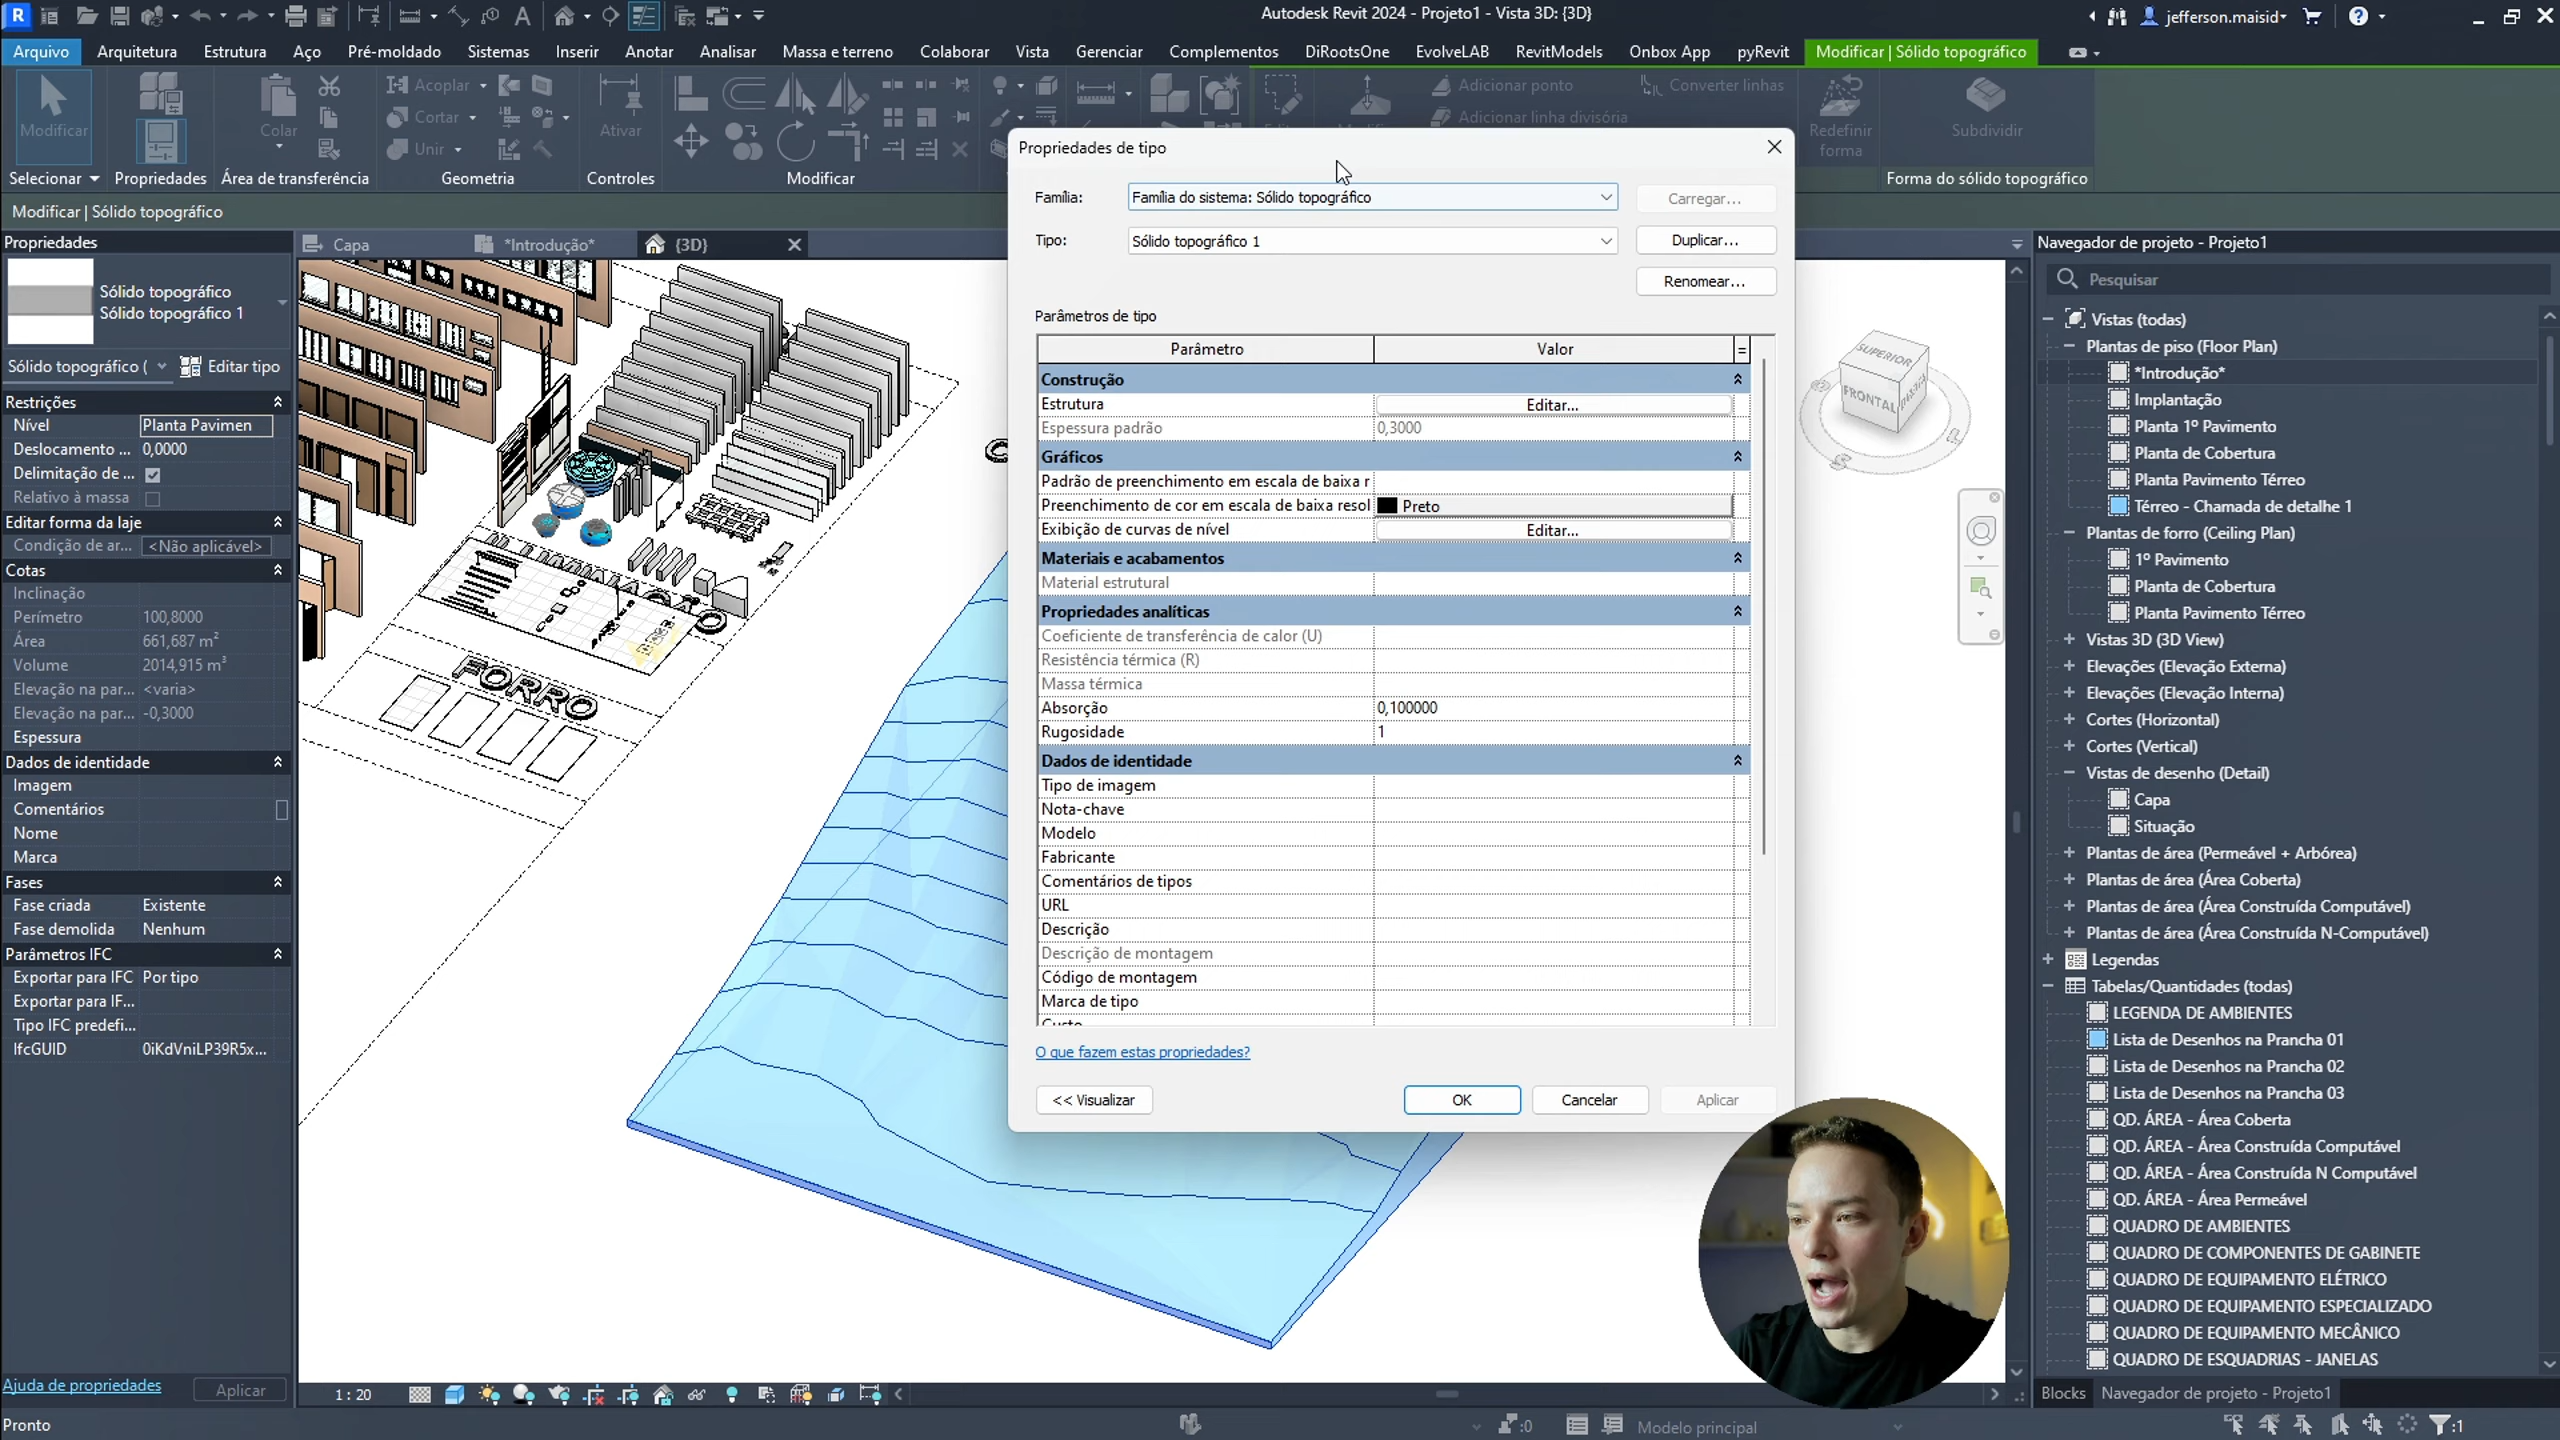 Autodesk Revit 2024 - Projeto1 - Vista 3D: {3D}
jefferson.maisid
Arquivo Arquitetura Estrutura Aço Pré-moldado Sistemas Inserir Anotar Analisar Massa e terreno Colaborar Vista Gerenciar Complementos DiRootsOne EvolveLAB RevitModels Onbox App pyRevit Modificar | Sólido topográfico
Modificar
Colar
Acoplar
Cortar
Unir
Ativar
Adicionar ponto
Adicionar linha divisória
Converter linhas
Redefinir forma
Subdividir
Selecionar Propriedades Área de transferência Geometria Controles Modificar Forma do sólido topográfico
Modificar | Sólido topográfico
Propriedades
Sólido topográfico
Sólido topográfico 1
Sólido topográfico ( Editar tipo
Restrições
Nível Planta Pavimen
Deslocamento ... 0,0000
Delimitação de ...
Relativo à massa
Editar forma da laje
Condição de ar... <Não aplicável>
Cotas
Inclinação
Perímetro 100,8000
Área 661,687 m²
Volume 2014,915 m³
Elevação na par... <varia>
Elevação na par... -0,3000
Espessura
Dados de identidade
Imagem
Comentários
Nome
Marca
Fases
Fase criada Existente
Fase demolida Nenhum
Parâmetros IFC
Exportar para IFC Por tipo
Exportar para IF...
Tipo IFC predefi...
IfcGUID 0iKdVniLP39R5x...
Ajuda de propriedades Aplicar
Pronto
Capa *Introdução* {3D}
FORRO
SUPERIOR
FRONTAL
1 : 20
Propriedades de tipo
Família: Família do sistema: Sólido topográfico Carregar...
Tipo: Sólido topográfico 1 Duplicar...
Renomear...
Parâmetros de tipo
Parâmetro Valor =
Construção
Estrutura Editar...
Espessura padrão 0,3000
Gráficos
Padrão de preenchimento em escala de baixa r
Preenchimento de cor em escala de baixa resol Preto
Exibição de curvas de nível Editar...
Materiais e acabamentos
Material estrutural
Propriedades analíticas
Coeficiente de transferência de calor (U)
Resistência térmica (R)
Massa térmica
Absorção 0,100000
Rugosidade 1
Dados de identidade
Tipo de imagem
Nota-chave
Modelo
Fabricante
Comentários de tipos
URL
Descrição
Descrição de montagem
Código de montagem
Marca de tipo
Custo
O que fazem estas propriedades?
<< Visualizar OK Cancelar Aplicar
Navegador de projeto - Projeto1
Pesquisar
Vistas (todas)
Plantas de piso (Floor Plan)
*Introdução*
Implantação
Planta 1º Pavimento
Planta de Cobertura
Planta Pavimento Térreo
Térreo - Chamada de detalhe 1
Plantas de forro (Ceiling Plan)
1º Pavimento
Planta de Cobertura
Planta Pavimento Térreo
Vistas 3D (3D View)
Elevações (Elevação Externa)
Elevações (Elevação Interna)
Cortes (Horizontal)
Cortes (Vertical)
Vistas de desenho (Detail)
Capa
Situação
Plantas de área (Permeável + Arbórea)
Plantas de área (Área Coberta)
Plantas de área (Área Construída Computável)
Plantas de área (Área Construída N-Computável)
Legendas
Tabelas/Quantidades (todas)
LEGENDA DE AMBIENTES
Lista de Desenhos na Prancha 01
Lista de Desenhos na Prancha 02
Lista de Desenhos na Prancha 03
QD. ÁREA - Área Coberta
QD. ÁREA - Área Construída Computável
QD. ÁREA - Área Construída N Computável
QD. ÁREA - Área Permeável
QUADRO DE AMBIENTES
QUADRO DE COMPONENTES DE GABINETE
QUADRO DE EQUIPAMENTO ELÉTRICO
QUADRO DE EQUIPAMENTO ESPECIALIZADO
QUADRO DE EQUIPAMENTO MECÂNICO
QUADRO DE ESQUADRIAS - JANELAS
Blocks Navegador de projeto - Projeto1
:0 Modelo principal :1